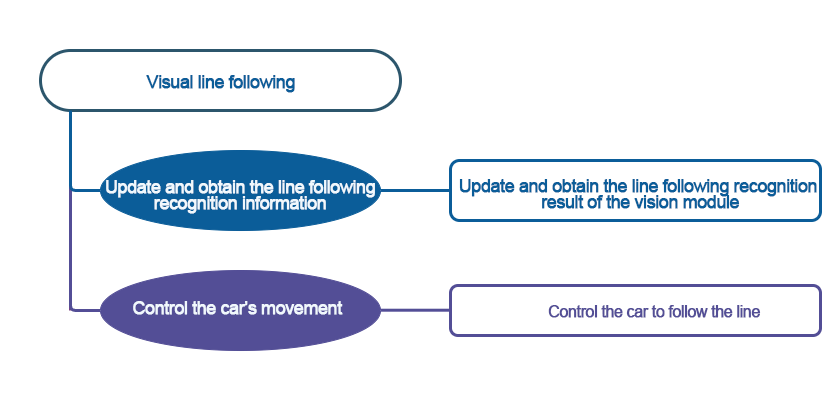 Visual line following
Update and obtain the line following
recognition information
Update and obtain the line following recognition
result of the vision module
Control the car's movement
Control the car to follow the line